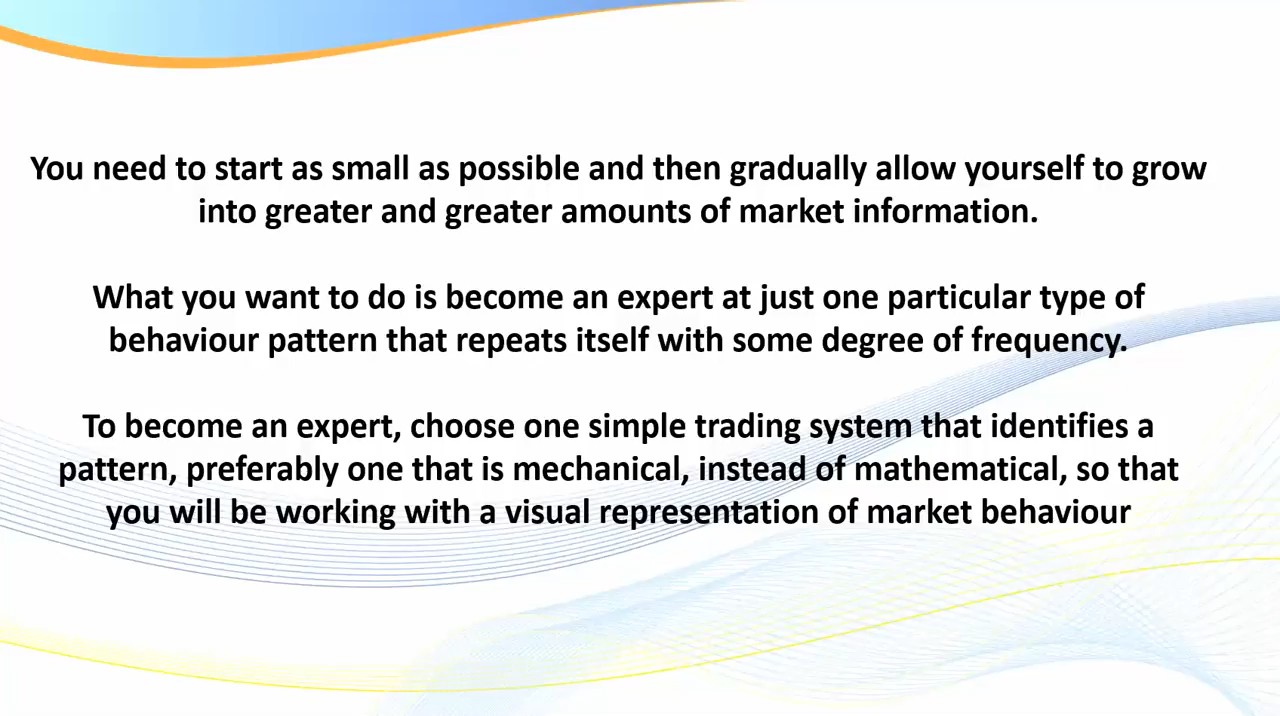 You need to start as small as possible and then gradually allow yourself to grow
into greater and greater amounts of market information.
What you want to do is become an expert at just one particular type of
behaviour pattern that repeats itself with some degree of frequency.
To become an expert, choose one simple trading system that identifies a
pattern, preferably one that is mechanical, instead of mathematical, so that
you will be working with a visual representation of market behaviour